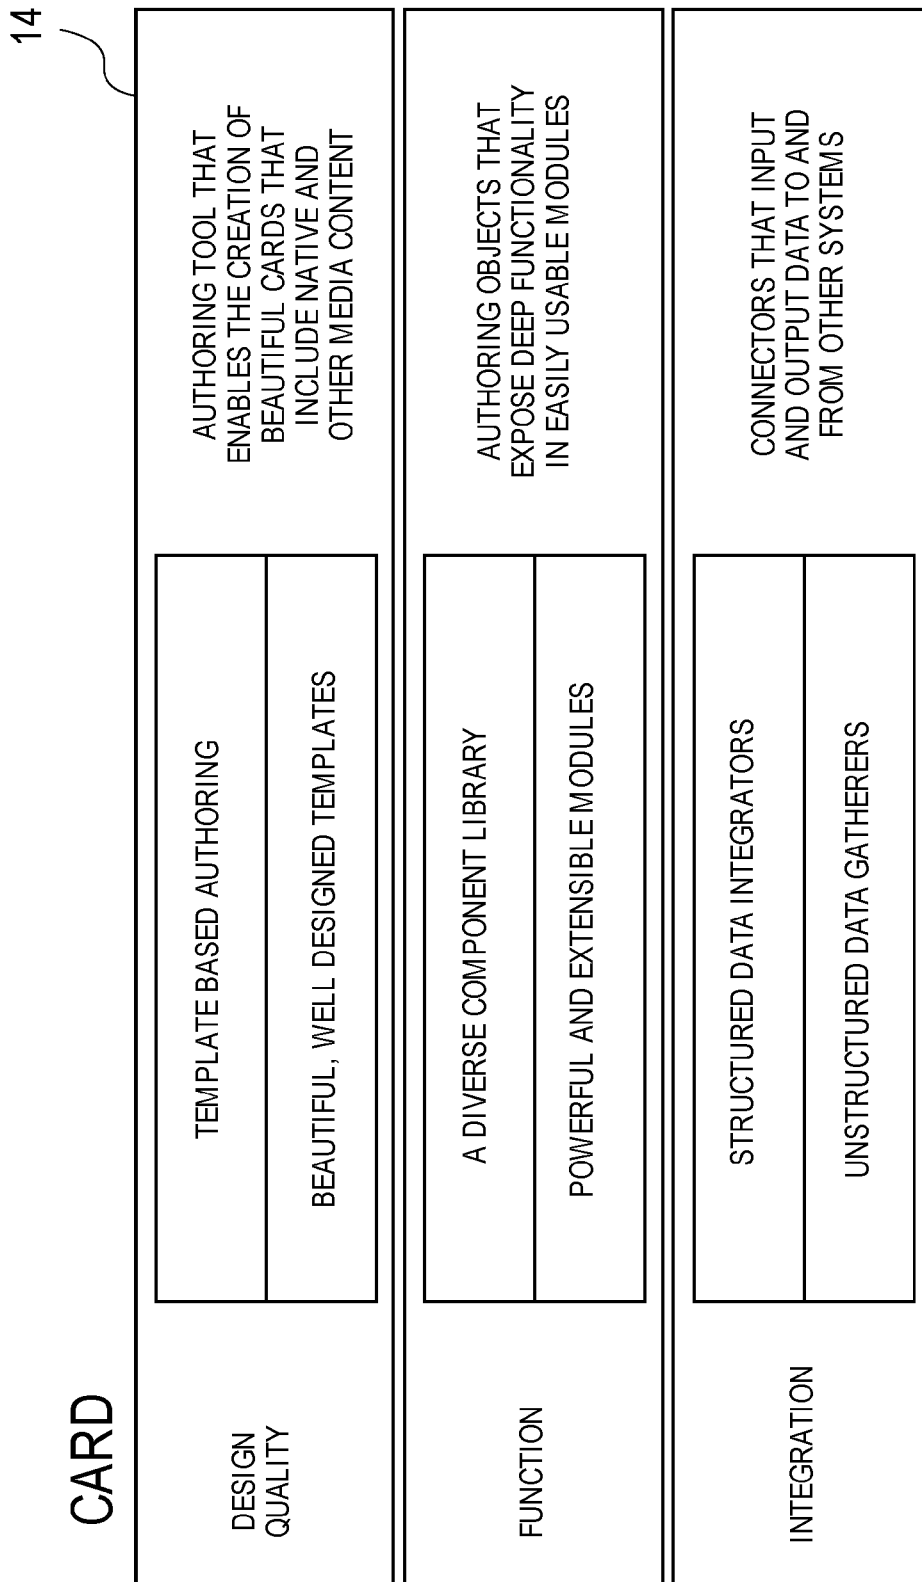 CARD
14
DESIGN
QUALITY
TEMPLATE BASED AUTHORING
BEAUTIFUL, WELL DESIGNED TEMPLATES
AUTHORING TOOL THAT
ENABLES THE CREATION OF
BEAUTIFUL CARDS THAT
INCLUDE NATIVE AND
OTHER MEDIA CONTENT
FUNCTION
A DIVERSE COMPONENT LIBRARY
POWERFUL AND EXTENSIBLE MODULES
AUTHORING OBJECTS THAT
EXPOSE DEEP FUNCTIONALITY
IN EASILY USABLE MODULES
INTEGRATION
STRUCTURED DATA INTEGRATORS
UNSTRUCTURED DATA GATHERERS
CONNECTORS THAT INPUT
AND OUTPUT DATA TO AND
FROM OTHER SYSTEMS